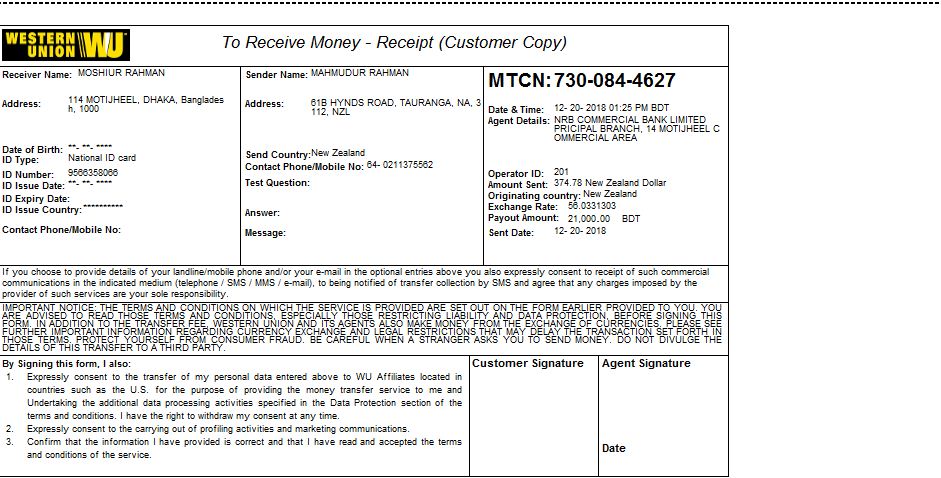 WESTERN UNION WU
To Receive Money - Receipt (Customer Copy)
Receiver Name: MOSHIUR RAHMAN
Address: 114 MOTIJHEEL, DHAKA, Banglades
h, 1000
Date of Birth: **- **- ****
ID Type: National ID card
ID Number: 9566358066
ID Issue Date: **- **- ****
ID Expiry Date:
ID Issue Country: **********
Contact Phone/Mobile No:
Sender Name: MAHMUDUR RAHMAN
Address: 61B HYNDS ROAD, TAURANGA, NA, 3
112, NZL
Send Country: New Zealand
Contact Phone/Mobile No: 64- 0211375562
Test Question:
Answer:
Message:
MTCN: 730-084-4627
Date & Time: 12- 20- 2018 01:25 PM BDT
Agent Details: NRB COMMERCIAL BANK LIMITED
PRICIPAL BRANCH, 14 MOTIJHEEL C
OMMERCIAL AREA
Operator ID: 201
Amount Sent: 374.78 New Zealand Dollar
Originating country: New Zealand
Exchange Rate: 56.0331303
Payout Amount: 21,000.00 BDT
Sent Date: 12- 20- 2018
If you choose to provide details of your landline/mobile phone and/or your e-mail in the optional entries above you also expressly consent to receipt of such commercial
communications in the indicated medium (telephone / SMS / MMS / e-mail), to being notified of transfer collection by SMS and agree that any charges imposed by the
provider of such services are your sole responsibility.
IMPORTANT NOTICE: THE TERMS AND CONDITIONS ON WHICH THE SERVICE IS PROVIDED ARE SET OUT ON THE FORM EARLIER PROVIDED TO YOU. YOU
ARE ADVISED TO READ THOSE TERMS AND CONDITIONS, ESPECIALLY THOSE RESTRICTING LIABILITY AND DATA PROTECTION, BEFORE SIGNING THIS
FORM. IN ADDITION TO THE TRANSFER FEE, WESTERN UNION AND ITS AGENTS ALSO MAKE MONEY FROM THE EXCHANGE OF CURRENCIES. PLEASE SEE
FURTHER IMPORTANT INFORMATION REGARDING CURRENCY EXCHANGE AND LEGAL RESTRICTIONS THAT MAY DELAY THE TRANSACTION SET FORTH IN
THOSE TERMS. PROTECT YOURSELF FROM CONSUMER FRAUD. BE CAREFUL WHEN A STRANGER ASKS YOU TO SEND MONEY. DO NOT DIVULGE THE
DETAILS OF THIS TRANSFER TO A THIRD PARTY.
By Signing this form, I also:
1. Expressly consent to the transfer of my personal data entered above to WU Affiliates located in
countries such as the U.S. for the purpose of providing the money transfer service to me and
Undertaking the additional data processing activities specified in the Data Protection section of the
terms and conditions. I have the right to withdraw my consent at any time.
2. Expressly consent to the carrying out of profiling activities and marketing communications.
3. Confirm that the information I have provided is correct and that I have read and accepted the terms
and conditions of the service.
Customer Signature
Agent Signature
Date